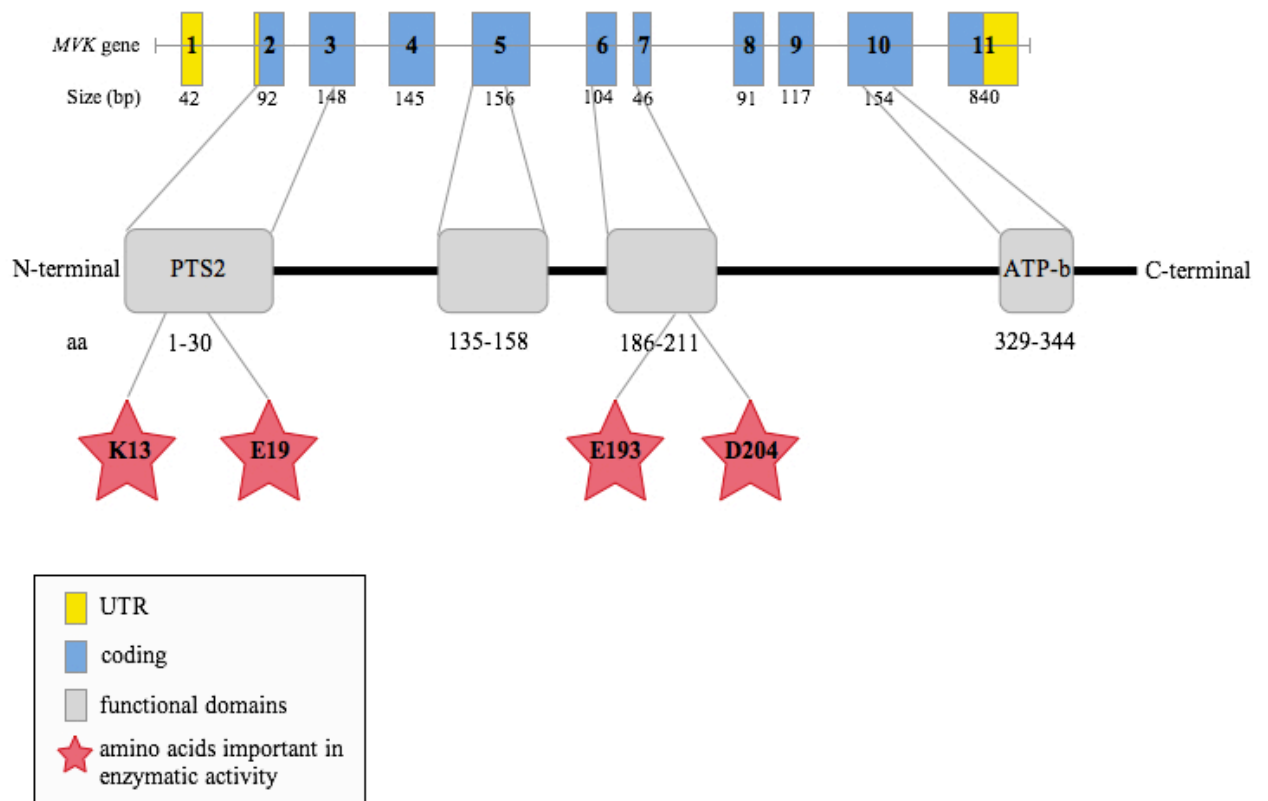 1 2 3 4 5 6 7 8 9 10 11
MVK gene
Size (bp) 42 92 148 145 156 104 46 91 117 154 840
N-terminal PTS2 ATP-b C-terminal
aa 1-30 135-158 186-211 329-344
K13 E19 E193 D204
UTR
coding
functional domains
amino acids important in
enzymatic activity